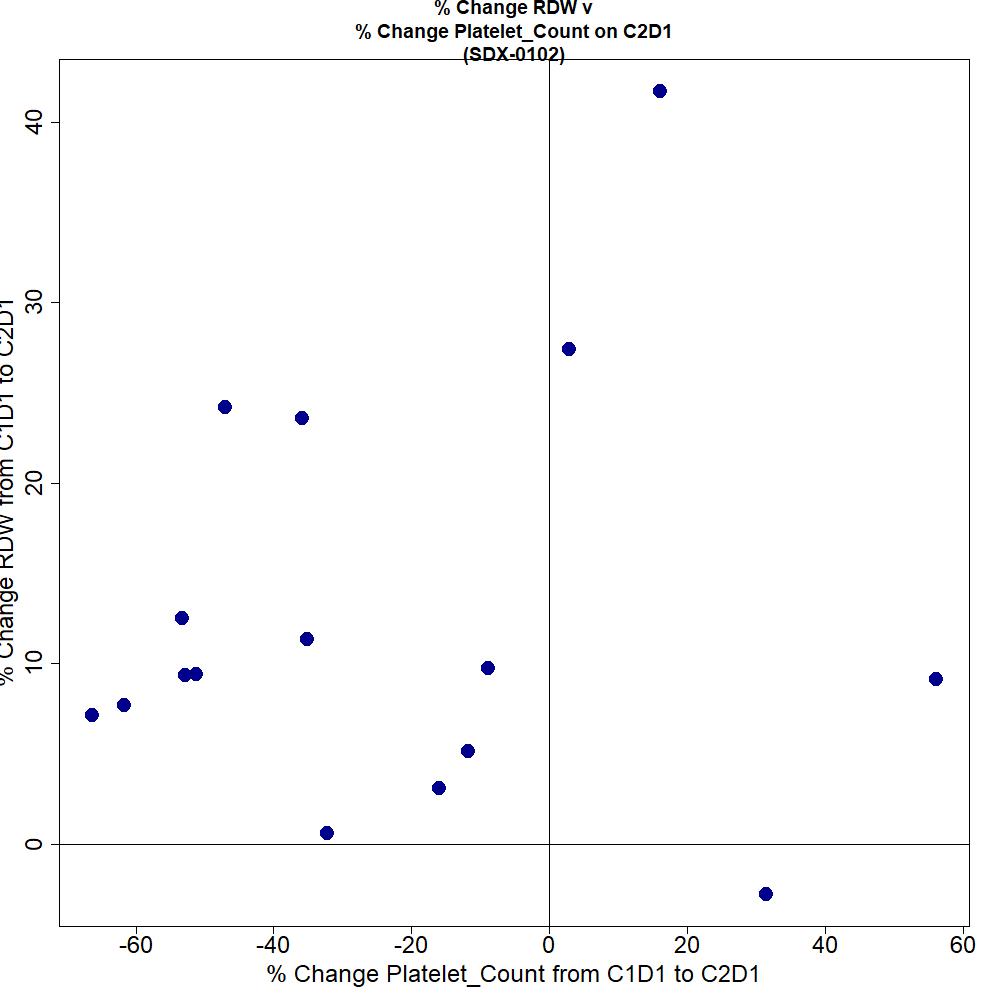 % Change RDW v
% Change Platelet_Count on C2D1
(SDX-0102)
% Change RDW from C1D1 to C2D1
40
30
20
10
0
-60
-40
-20
0
20
40
60
% Change Platelet_Count from C1D1 to C2D1